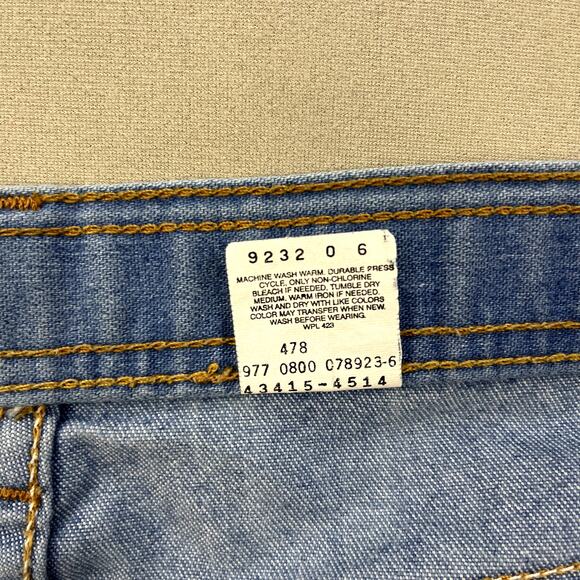 9232 0 6
MACHINE WASH WARM. DURABLE PRESS
CYCLE, ONLY NON-CHLORINE
BLEACH IF NEEDED, TUMBLE DRY
MEDIUM. WARM IRON IF NEEDED.
WASH AND DRY WITH LIKE COLORS
COLOR MAY TRANSFER WHEN NEW.
WASH BEFORE WEARING.
WPL 423
478
977 0800 078923-6
43415-4514